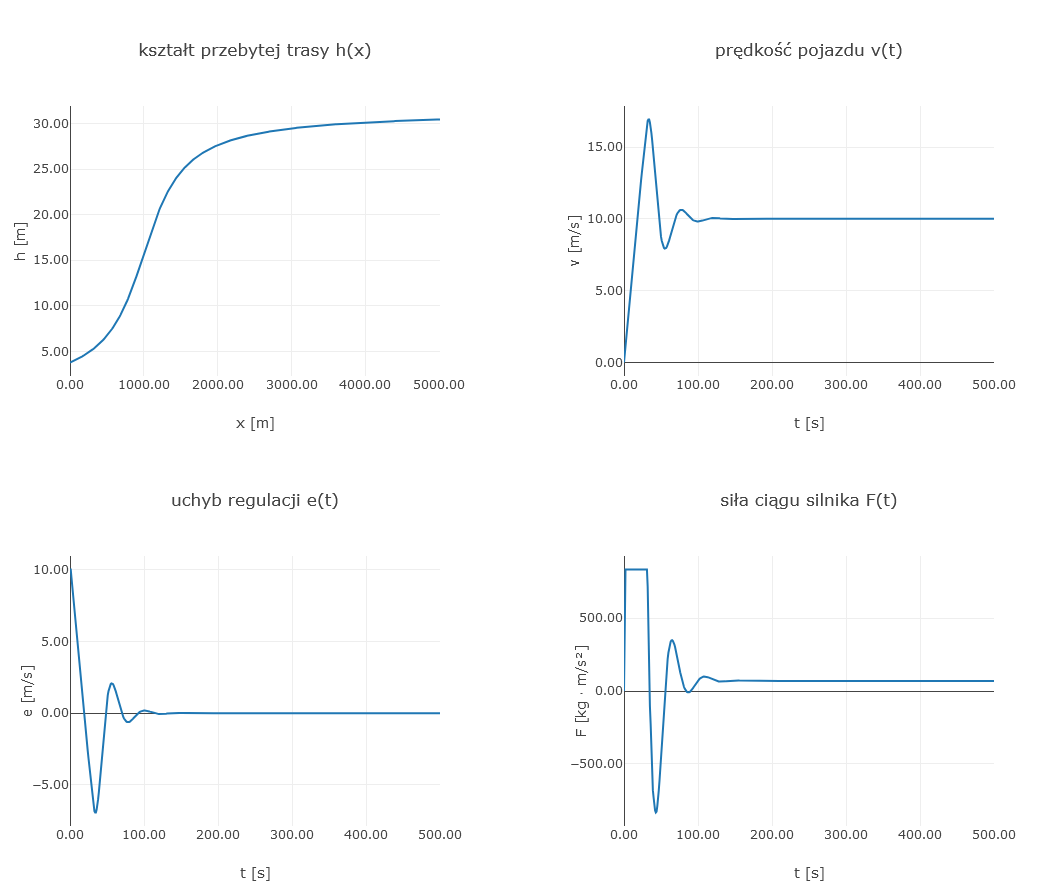 kształt przebytej trasy h(x)
30.00
25.00
20.00
15.00
10.00
5.00
h [m]
0.00 1000.00 2000.00 3000.00 4000.00 5000.00
x [m]
prędkość pojazdu v(t)
15.00
10.00
5.00
0.00
v [m/s]
0.00 100.00 200.00 300.00 400.00 500.00
t [s]
uchyb regulacji e(t)
10.00
5.00
0.00
−5.00
e [m/s]
0.00 100.00 200.00 300.00 400.00 500.00
t [s]
siła ciągu silnika F(t)
500.00
0.00
−500.00
F [kg · m/s²]
0.00 100.00 200.00 300.00 400.00 500.00
t [s]